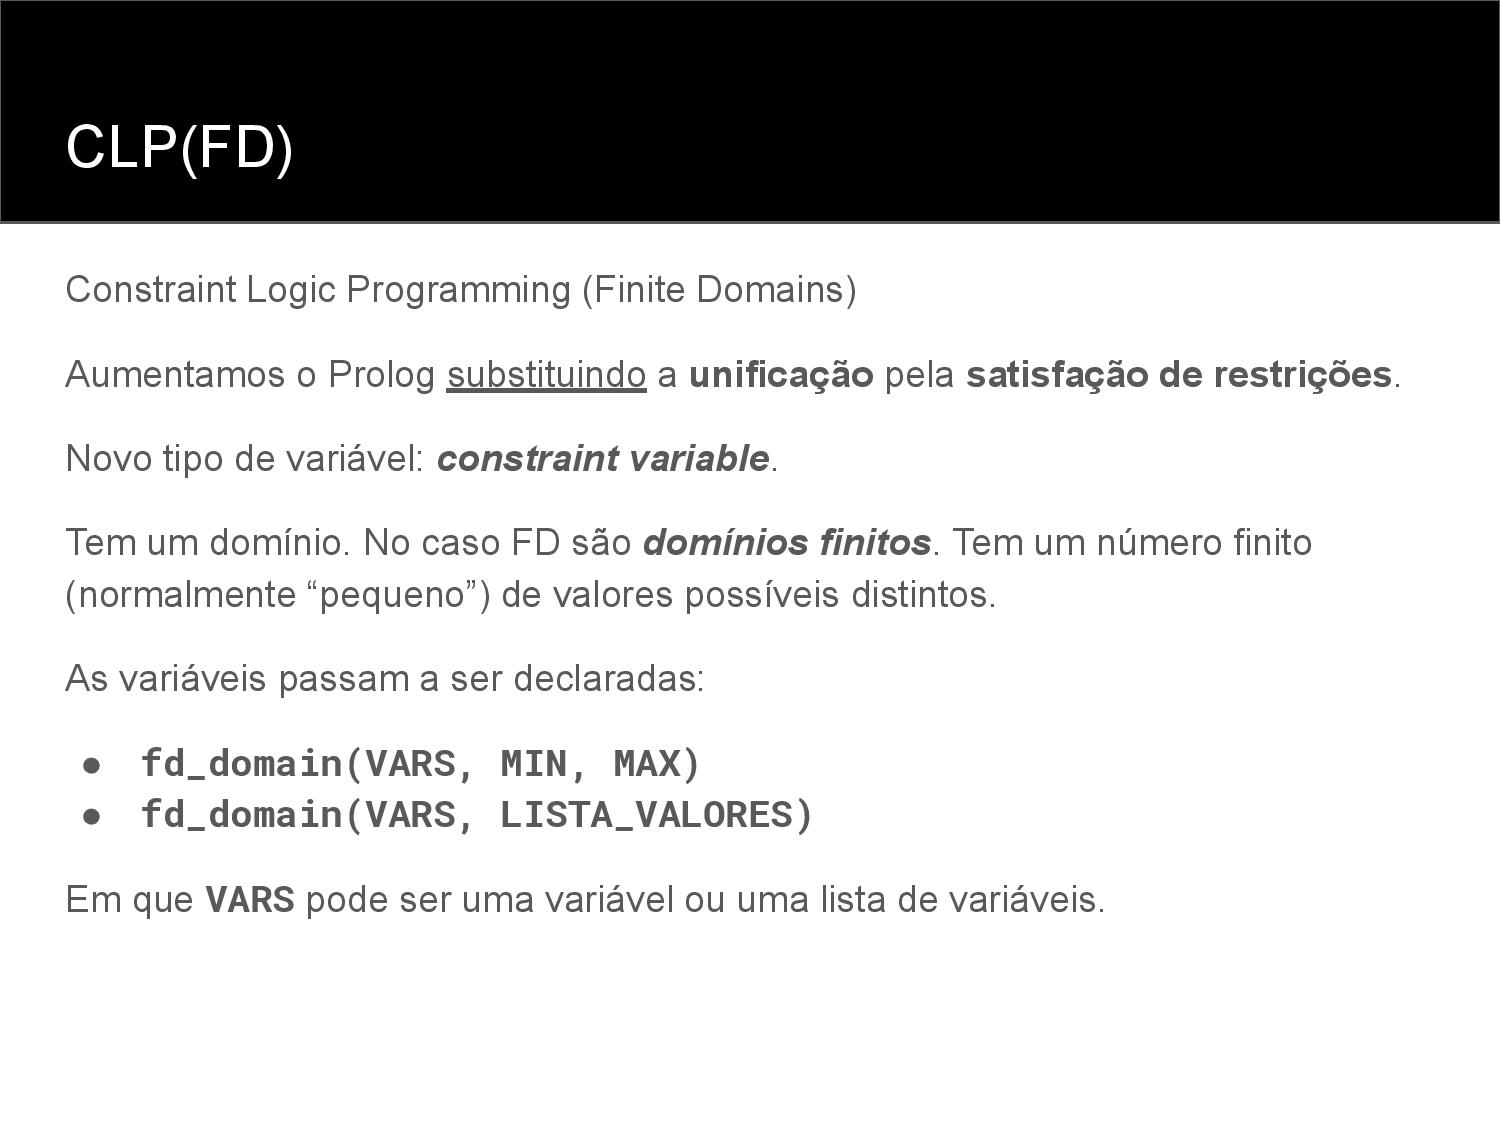 CLP(FD)
Constraint Logic Programming (Finite Domains)
Aumentamos o Prolog substituindo a unificação pela satisfação de restrições.
Novo tipo de variável: constraint variable.
Tem um domínio. No caso FD são domínios finitos. Tem um número finito
(normalmente “pequeno”) de valores possíveis distintos.
As variáveis passam a ser declaradas:
● fd_domain(VARS, MIN, MAX)
● fd_domain(VARS, LISTA_VALORES)
Em que VARS pode ser uma variável ou uma lista de variáveis.